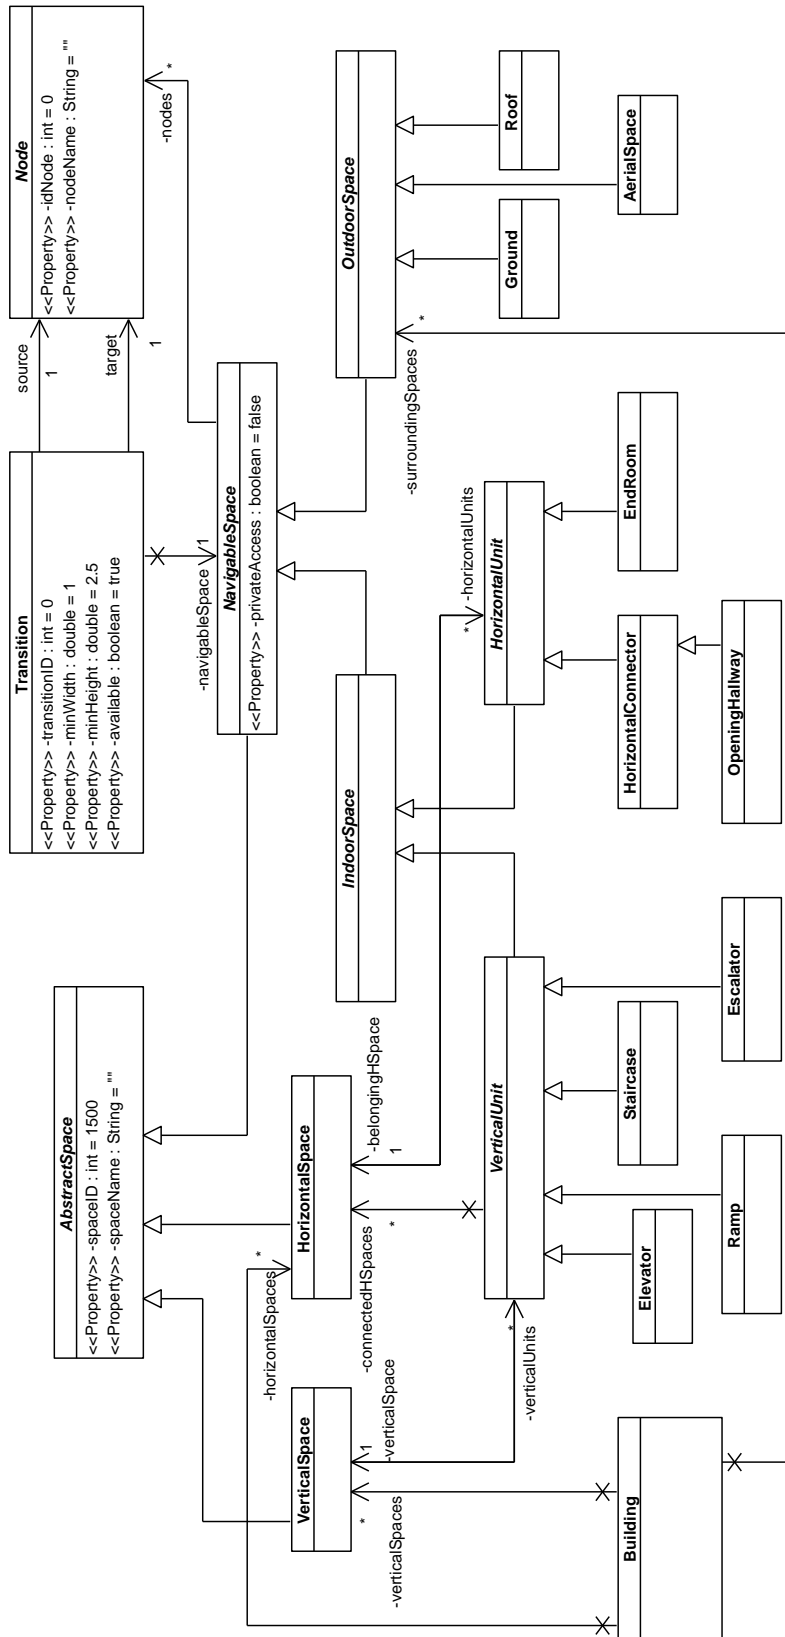 AbstractSpace
<<Property>> -spaceID : int = 1500
<<Property>> -spaceName : String = ""
Transition
<<Property>> -transitionID : int = 0
<<Property>> -minWidth : double = 1
<<Property>> -minHeight : double = 2.5
<<Property>> -available : boolean = true
source
1
target
1
Node
<<Property>> -idNode : int = 0
<<Property>> -nodeName : String = ""
-nodes
*
-navigableSpace
1
NavigableSpace
<<Property>> -privateAccess : boolean = false
-horizontalSpaces
*
VerticalSpace
HorizontalSpace
IndoorSpace
OutdoorSpace
-verticalSpaces
*
-verticalSpace
1
-connectedHSpaces
*
-belongingHSpace
1
-surroundingSpaces
*
-verticalUnits
*
VerticalUnit
*
-horizontalUnits
HorizontalUnit
Ground
Roof
Building
Elevator
Staircase
HorizontalConnector
EndRoom
AerialSpace
Ramp
Escalator
OpeningHallway